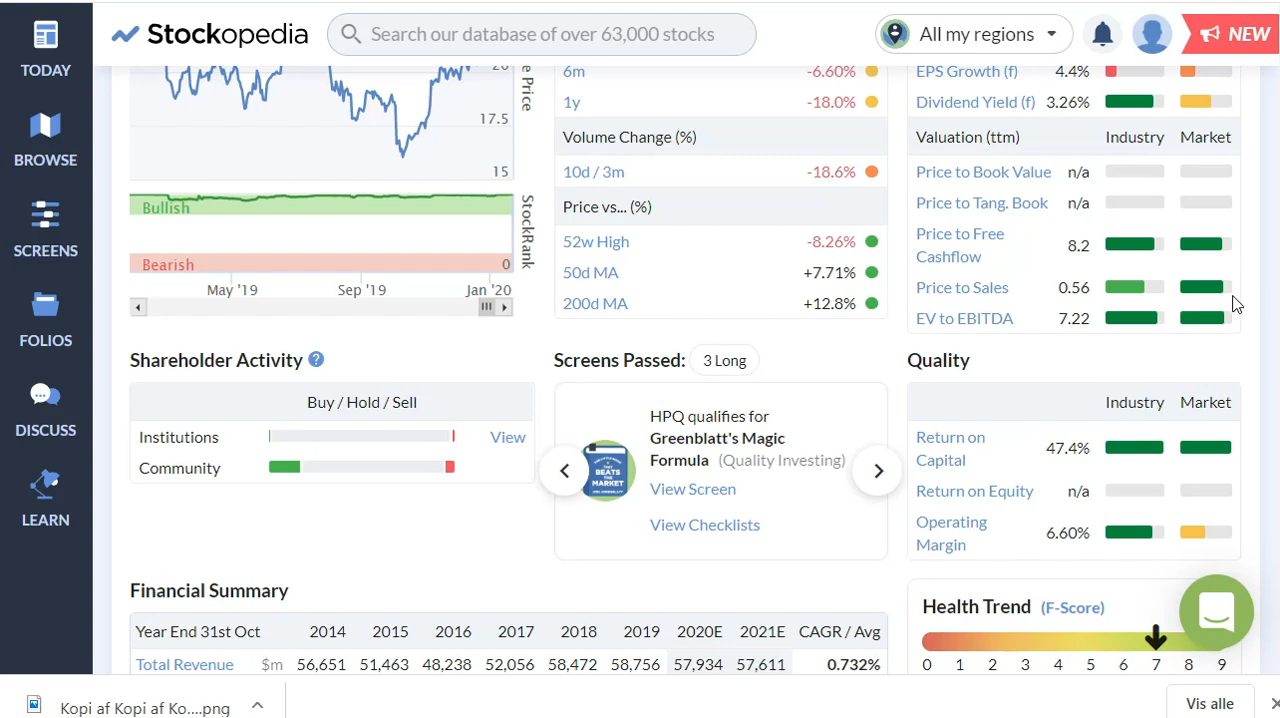 TODAY
BROWSE
SCREENS
FOLIOS
DISCUSS
LEARN
Stockopedia
Search our database of over 63,000 stocks
All my regions
NEW
20
17.5
15
e Price
Bullish
Bearish
0
StockRank
May '19 Sep '19 Jan '20
6m -6.60%
1y -18.0%
Volume Change (%)
10d / 3m -18.6%
Price vs... (%)
52w High -8.26%
50d MA +7.71%
200d MA +12.8%
EPS Growth (f) 4.4%
Dividend Yield (f) 3.26%
Valuation (ttm) Industry Market
Price to Book Value n/a
Price to Tang. Book n/a
Price to Free
Cashflow 8.2
Price to Sales 0.56
EV to EBITDA 7.22
Shareholder Activity ?
Buy / Hold / Sell
Institutions View
Community
Screens Passed: 3 Long
HPQ qualifies for
Greenblatt's Magic
Formula (Quality Investing)
View Screen
View Checklists
BEATS
THE
MARKET
Quality
Industry Market
Return on
Capital 47.4%
Return on Equity n/a
Operating
Margin 6.60%
Financial Summary
Year End 31st Oct 2014 2015 2016 2017 2018 2019 2020E 2021E CAGR / Avg
Total Revenue $m 56,651 51,463 48,238 52,056 58,472 58,756 57,934 57,611 0.732%
Health Trend (F-Score)
0 1 2 3 4 5 6 7 8 9
Kopi af Kopi af Ko....png
Vis alle